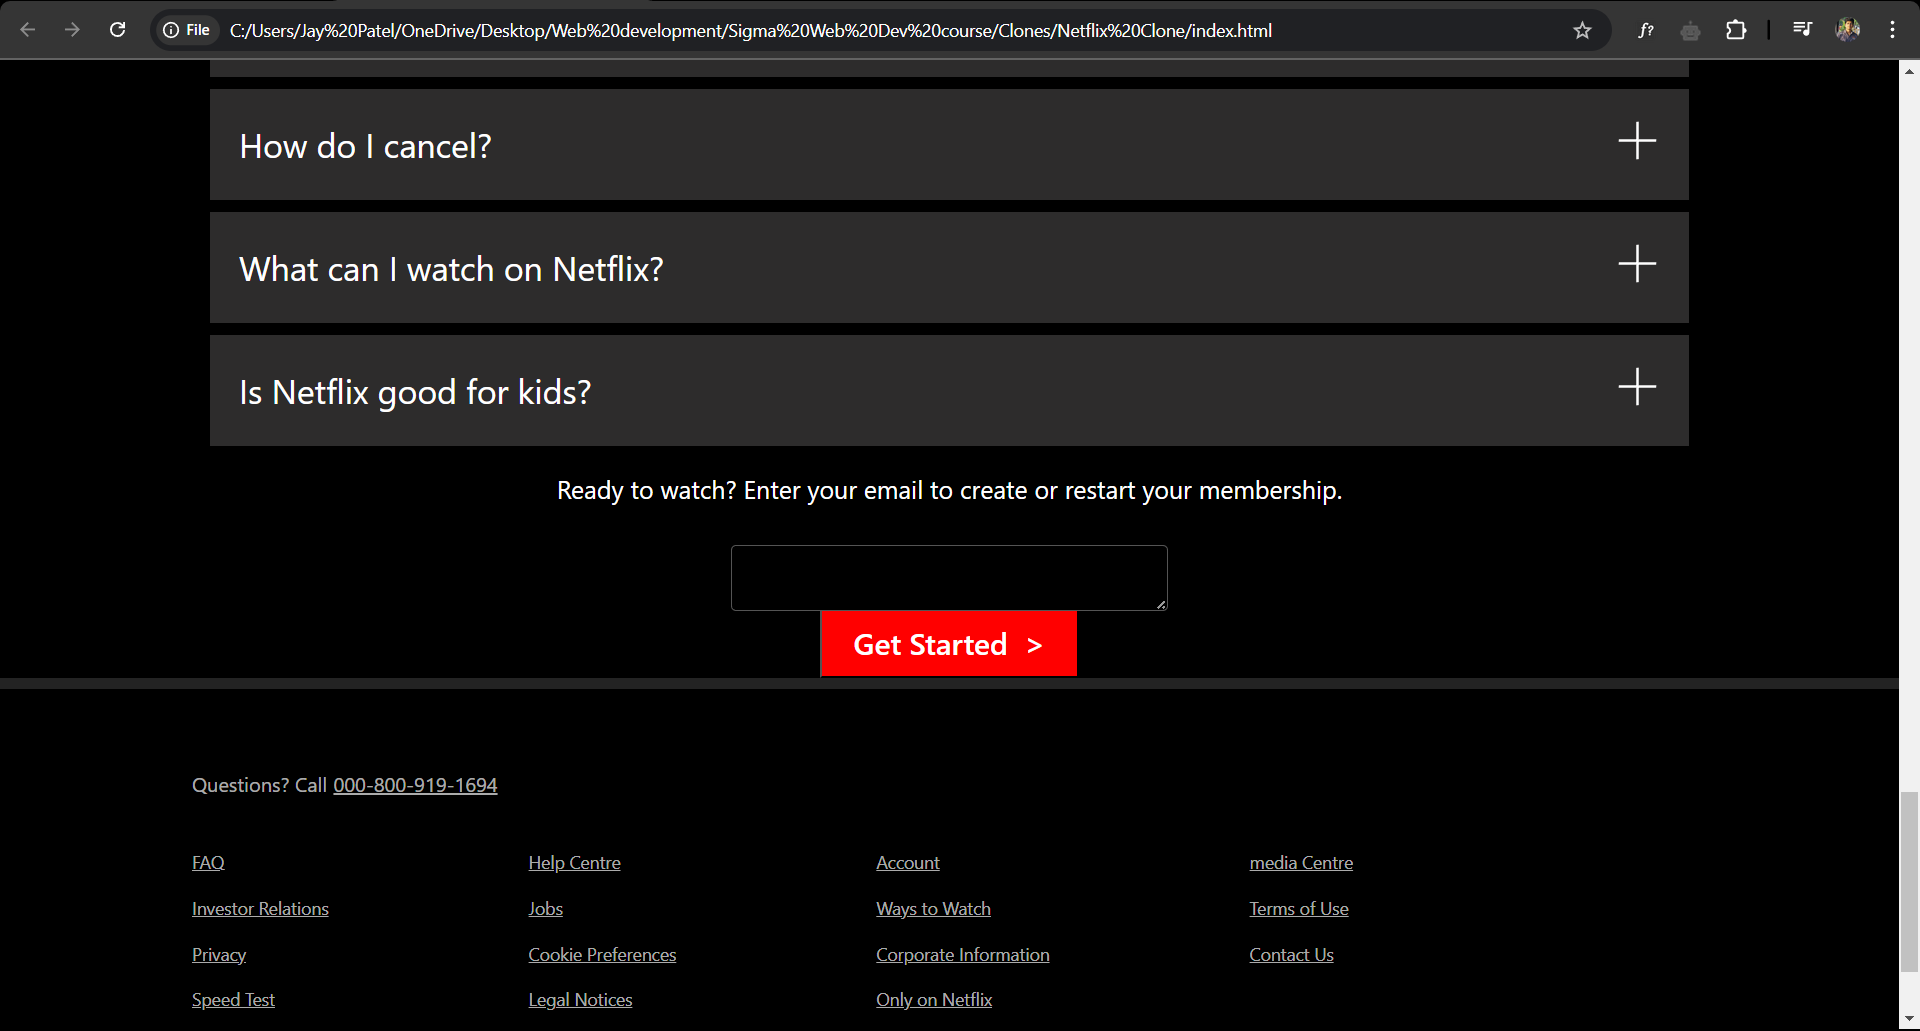 File C:/Users/Jay%20Patel/OneDrive/Desktop/Web%20development/Sigma%20Web%20Dev%20course/Clones/Netflix%20Clone/index.html f?
How do I cancel?
What can I watch on Netflix?
Is Netflix good for kids?
Ready to watch? Enter your email to create or restart your membership.
Get Started >
Questions? Call 000-800-919-1694
FAQ Help Centre Account media Centre
Investor Relations Jobs Ways to Watch Terms of Use
Privacy Cookie Preferences Corporate Information Contact Us
Speed Test Legal Notices Only on Netflix